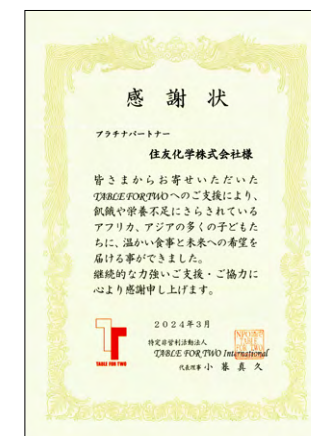 感謝状
プラチナパートナー
住友化学株式会社様
皆さまからお寄せいただいた
TABLE FOR TWOへのご支援により、
飢餓や栄養不足にさらされている
アフリカ、アジアの多くの子どもた
ちに、温かい食事と未来への希望を
届ける事ができました。
継続的な力強いご支援・ご協力に
心より感謝申し上げます。
2024年3月
特定非営利活動法人
TABLE FOR TWO International
代表理事 小暮真久
TABLE FOR TWO